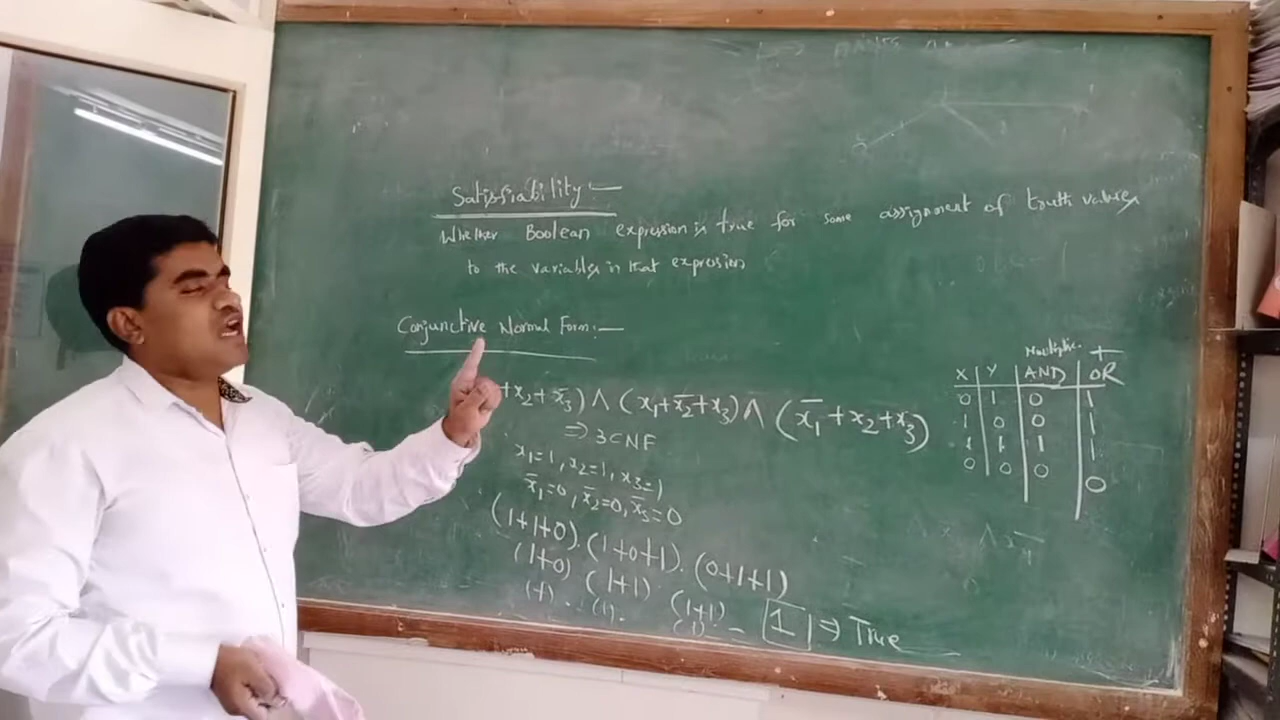 Satisfiability:—
Whether Boolean expression is true for some assignment of truth values
to the variables in that expression
Conjunctive Normal Form:—
+x₂+x̅₃) ∧ (x₁+x̅₂+x₃) ∧ (x̅₁+x₂+x₃)
⇒ 3CNF
x₁=1, x₂=1, x₃=1
x̅₁=0, x̅₂=0, x̅₃=0
(1+1+0).(1+0+1).(0+1+1)
(1+0) (1+1). (1+1)
(1) . (1). (1) = 1 ⇒ True
+
X Y AND OR
0 1 0 1
1 0 0 1
1 1 1 1
0 0 0 0